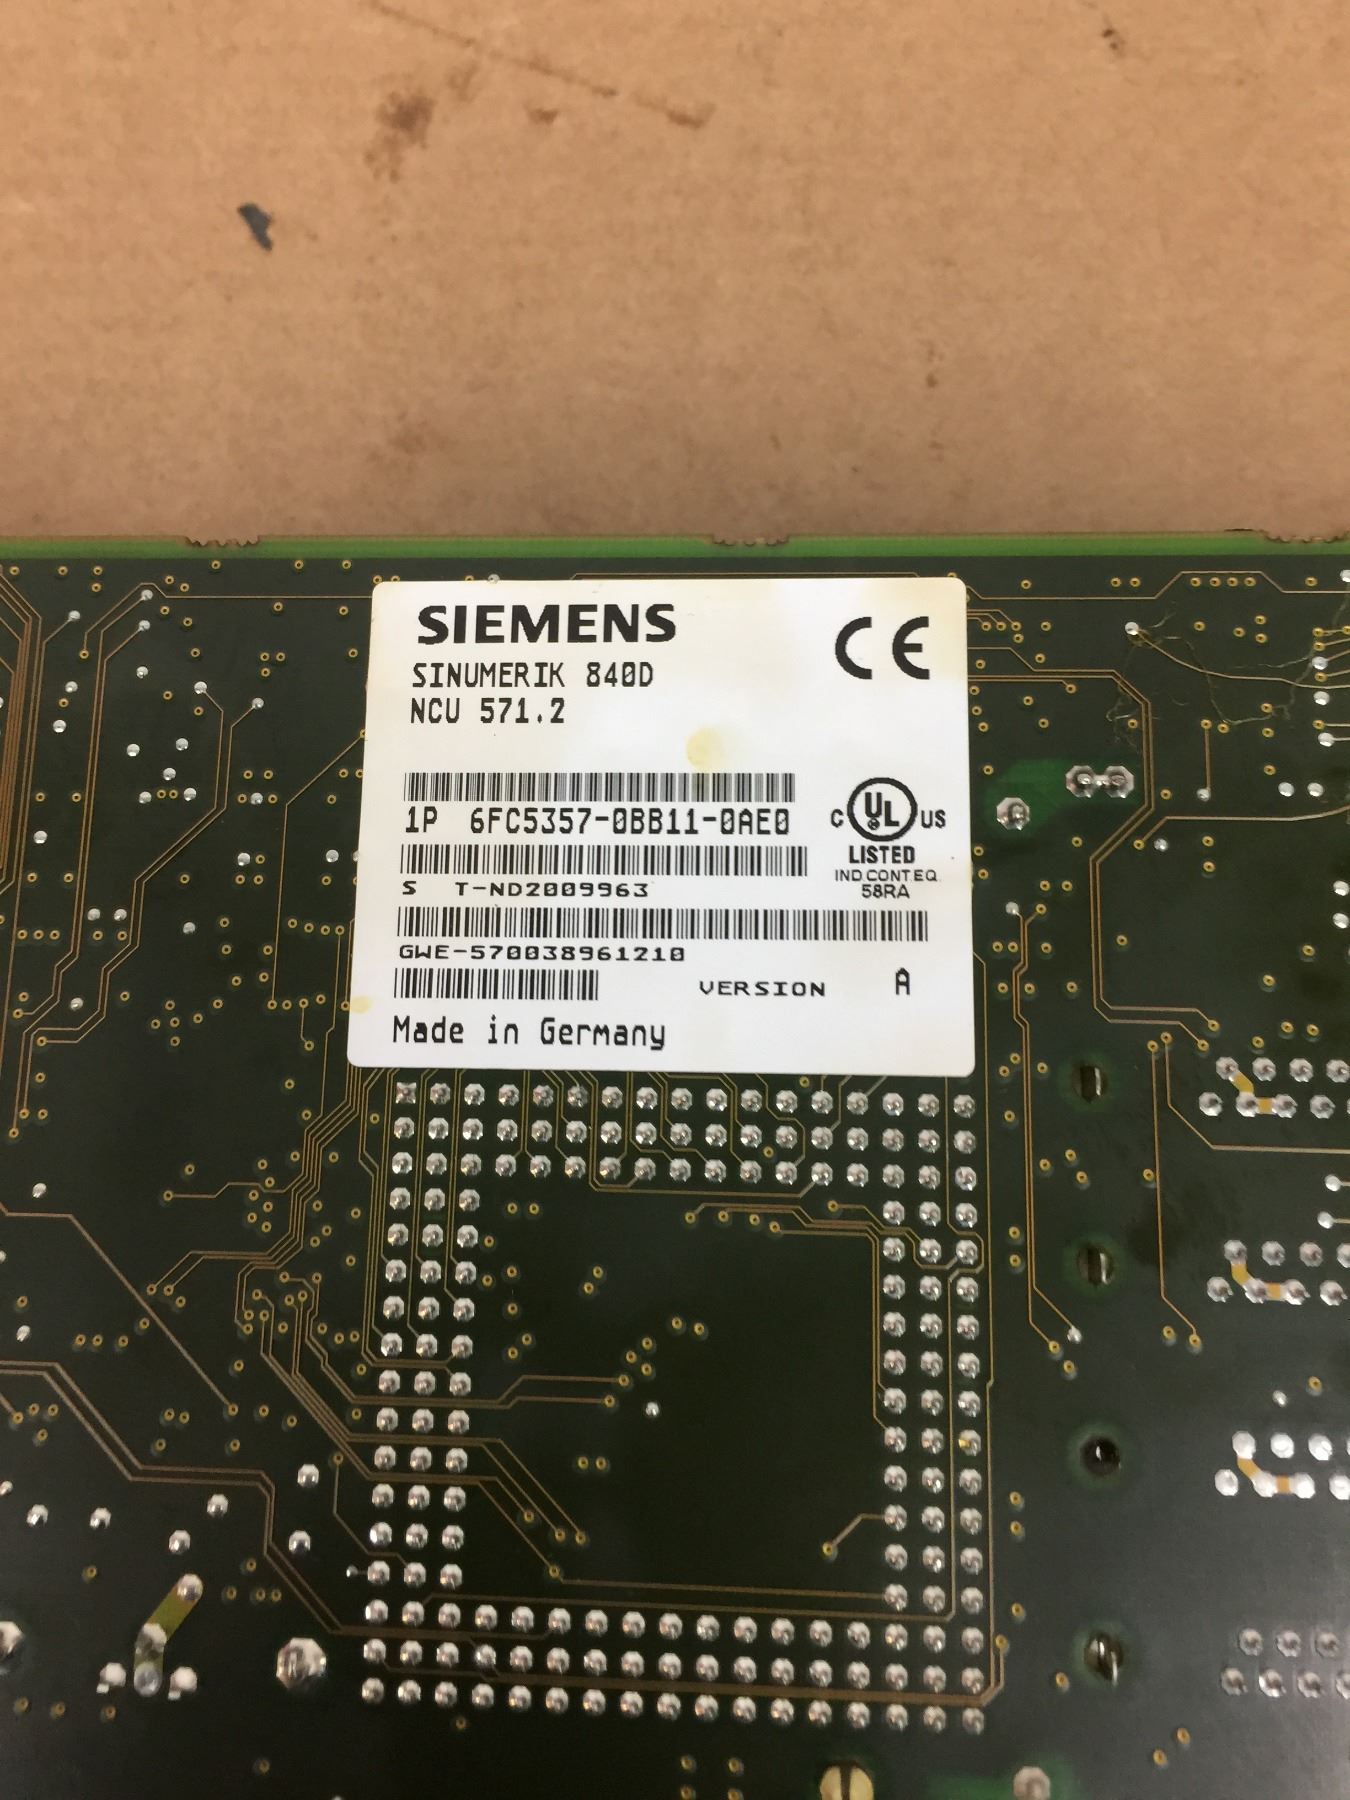 SIEMENS
SINUMERIK 840D
NCU 571.2
CE
1P 6FC5357-0BB11-0AE0
C UL US
LISTED
IND.CONT.EQ.
58RA
S T-ND2009963
GWE-570038961210
VERSION A
Made in Germany